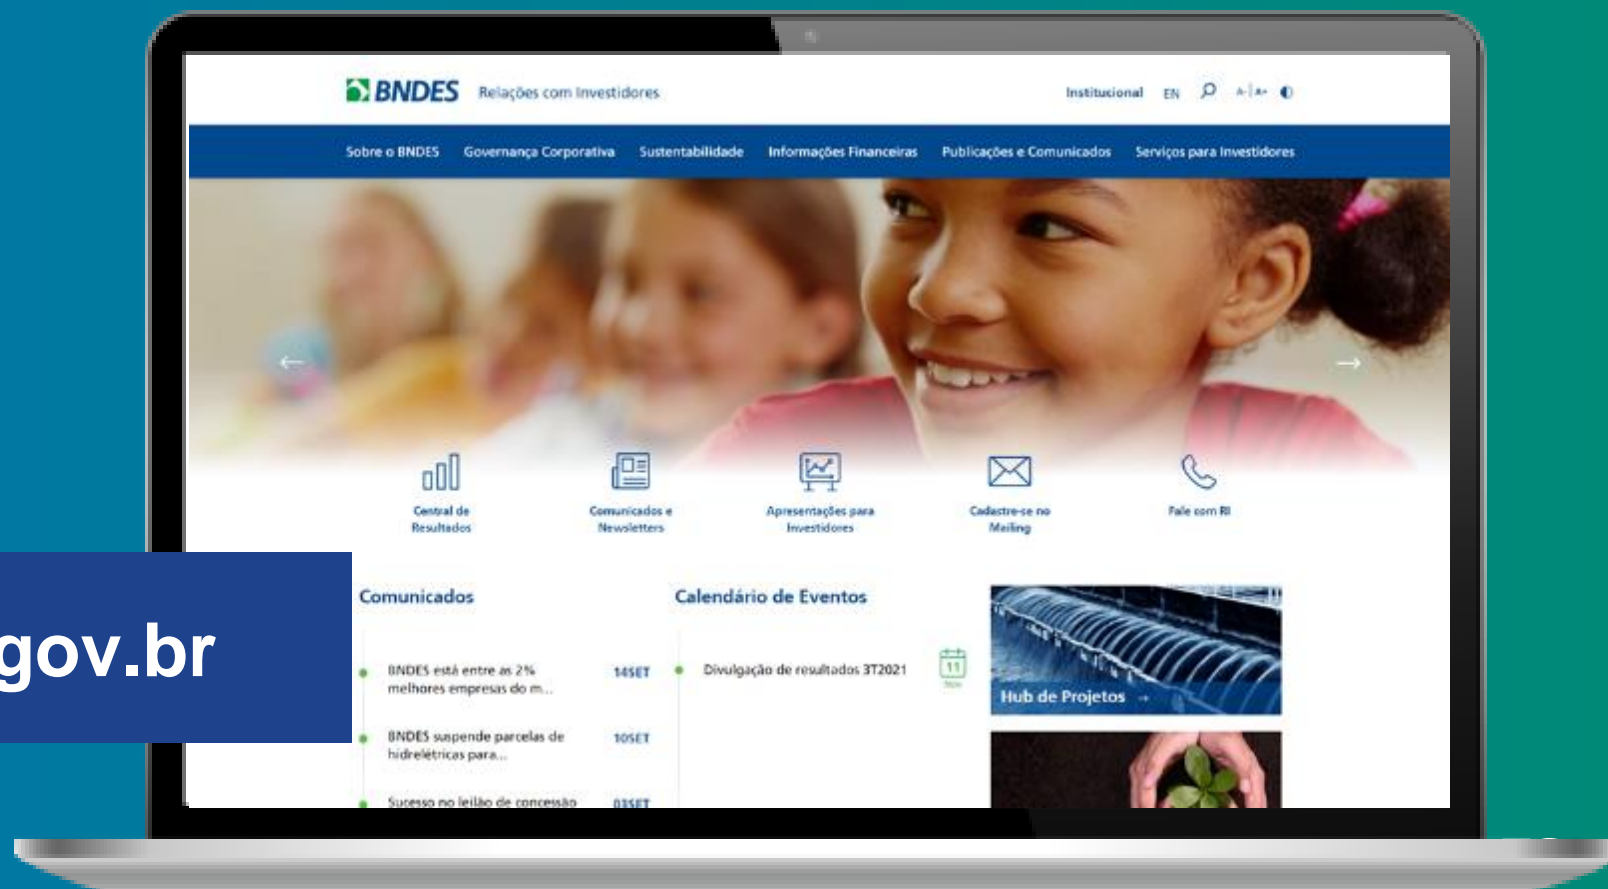 BNDES Relações com Investidores
Institucional EN A- | A+
Sobre o BNDES Governança Corporativa Sustentabilidade Informações Financeiras Publicações e Comunicados Serviços para Investidores
Central de
Resultados
Comunicados e
Newsletters
Apresentações para
Investidores
Cadastre-se no
Mailing
Fale com RI
Comunicados
BNDES está entre as 2%
melhores empresas do m...
14SET
BNDES suspende parcelas de
hidrelétricas para...
10SET
Sucesso no leilão de concessão
03SET
Calendário de Eventos
Divulgação de resultados 3T2021
11
Nov
Hub de Projetos →
gov.br